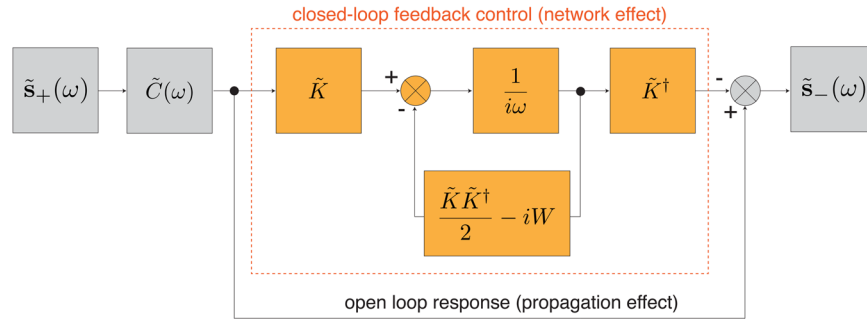 closed-loop feedback control (network effect)
s̃₊(ω)
C̃(ω)
K̃
+
-
1
iω
K̃†
-
+
s̃₋(ω)
K̃K̃†
2
− iW
open loop response (propagation effect)